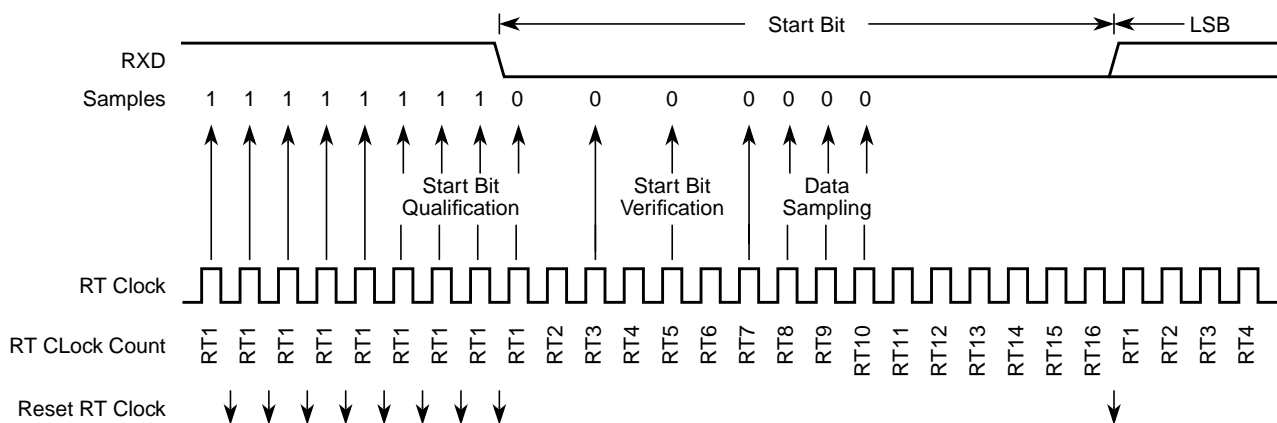 Start Bit LSB
RXD
Samples 1 1 1 1 1 1 1 1 0 0 0 0 0 0 0
Start Bit Qualification
Start Bit Verification
Data Sampling
RT Clock
RT CLock Count RT1 RT1 RT1 RT1 RT1 RT1 RT1 RT1 RT1 RT2 RT3 RT4 RT5 RT6 RT7 RT8 RT9 RT10 RT11 RT12 RT13 RT14 RT15 RT16 RT1 RT2 RT3 RT4
Reset RT Clock